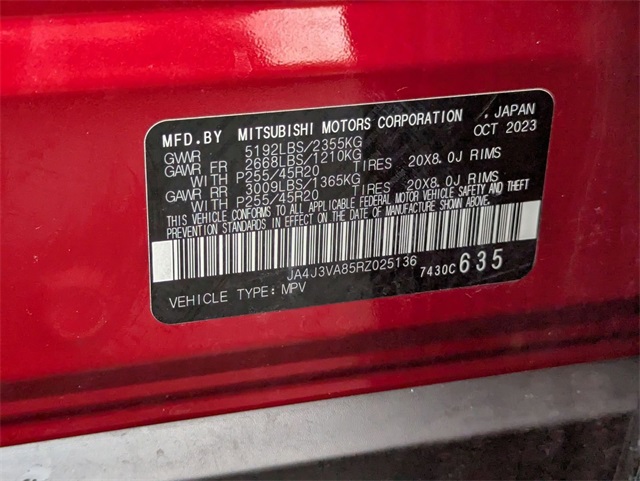 MFD.BY MITSUBISHI MOTORS CORPORATION , JAPAN
GVWR 5192LBS/2355KG OCT 2023
GAWR FR 2668LBS/1210KG
WITH P255/45R20 TIRES 20X8.0J RIMS
GAWR RR 3009LBS/1365KG
WITH P255/45R20 TIRES 20X8.0J RIMS
THIS VEHICLE CONFORMS TO ALL APPLICABLE FEDERAL MOTOR VEHICLE SAFETY AND THEFT
PREVENTION STANDARDS IN EFFECT ON THE DATE OF MANUFACTURE SHOWN ABOVE.
JA4J3VA85RZ025136 7430C 635
VEHICLE TYPE: MPV